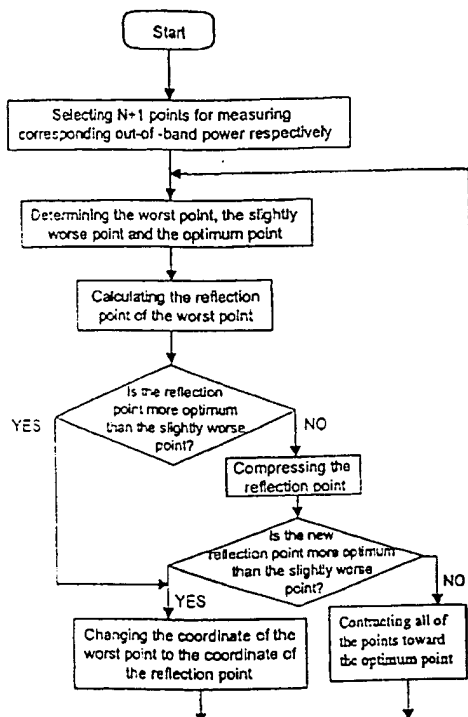 Start
Selecting N+1 points for measuring
corresponding out-of -band power respectively
Determining the worst point, the slightly
worse point and the optimum point
Calculating the reflection
point of the worst point
Is the reflection
point more optimum
than the slightly worse
point?
YES
NO
Compressing the
reflection point
Is the new
reflection point more optimum
than the slightly worse
point?
YES
NO
Changing the coordinate of the
worst point to the coordinate of
the reflection point
Contracting all of
the points toward
the optimum point